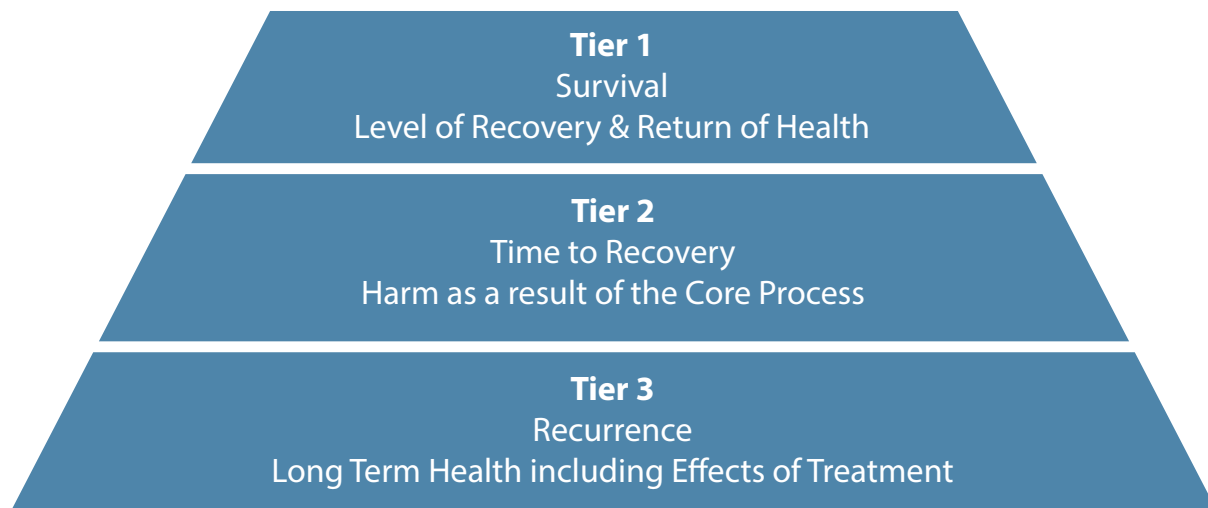 Tier 1
Survival
Level of Recovery & Return of Health
Tier 2
Time to Recovery
Harm as a result of the Core Process
Tier 3
Recurrence
Long Term Health including Effects of Treatment